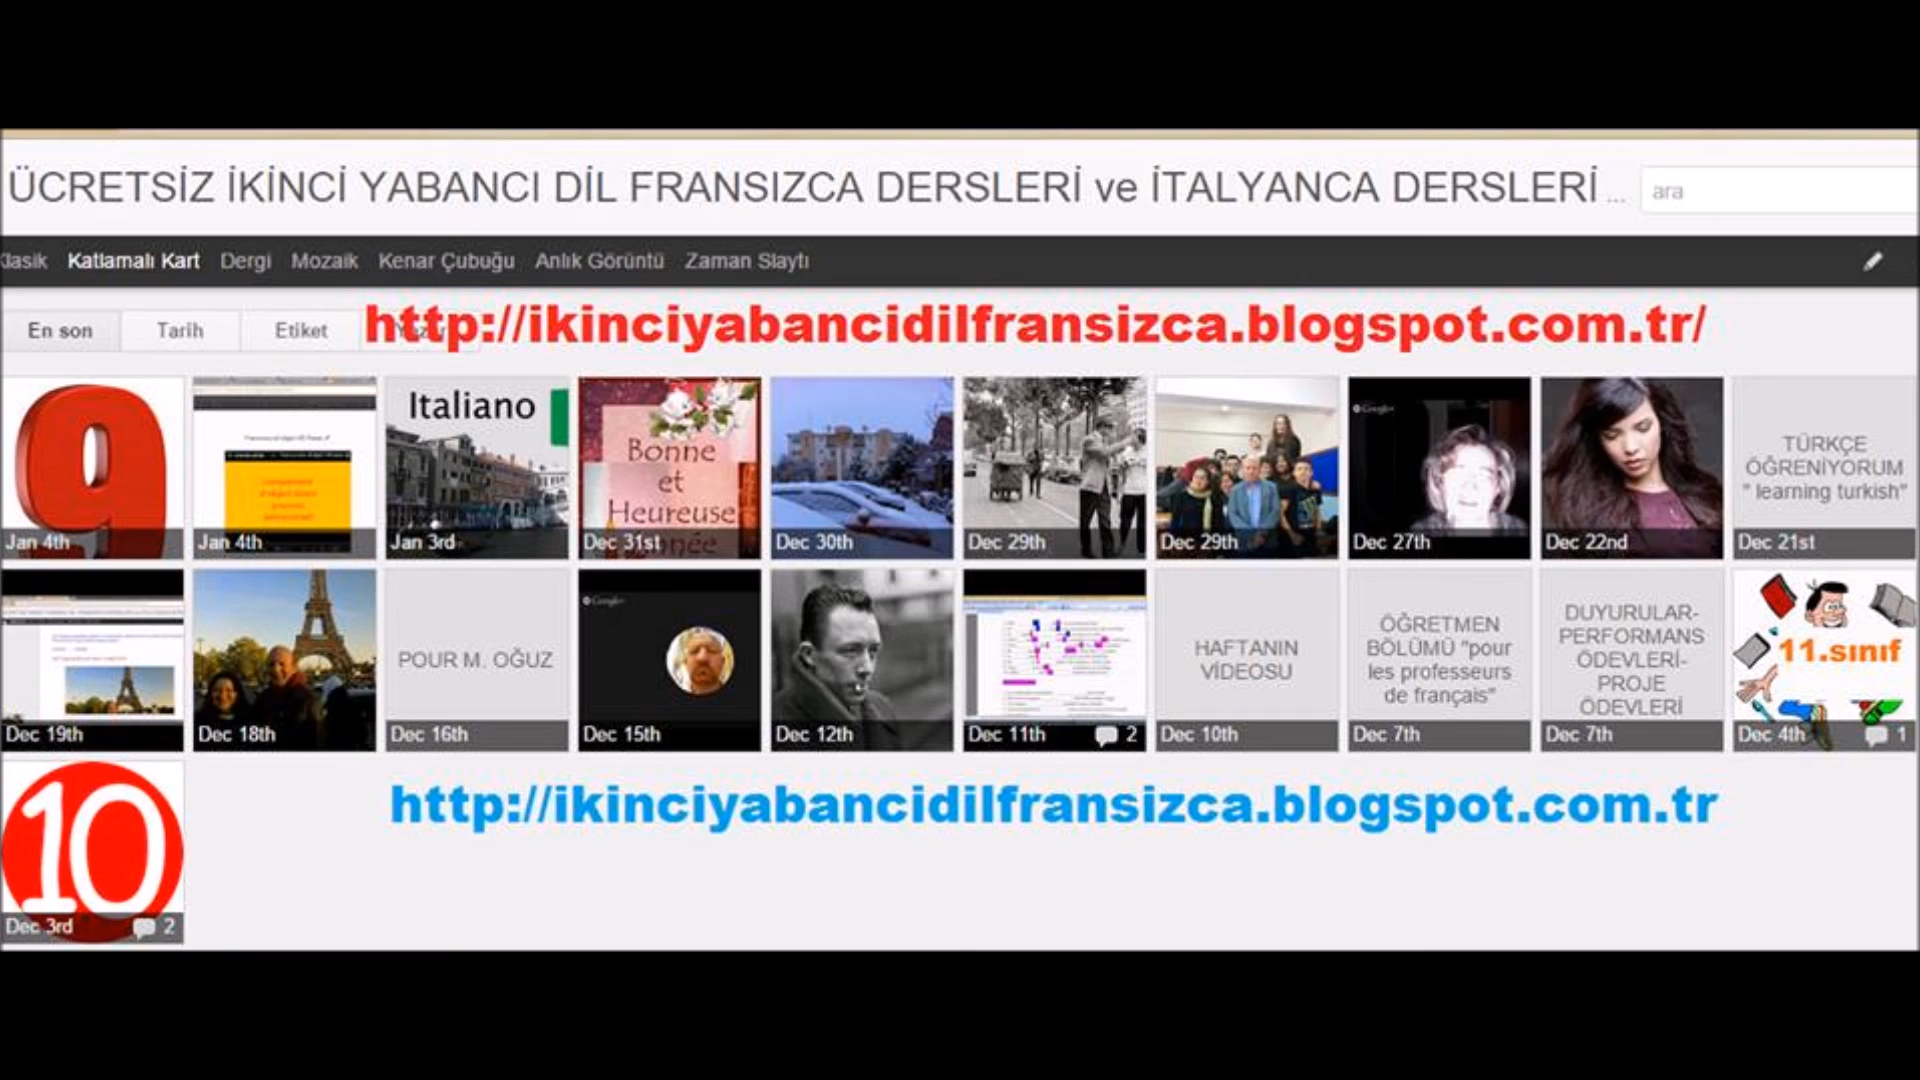 ÜCRETSİZ İKİNCİ YABANCI DİL FRANSIZCA DERSLERİ ve İTALYANCA DERSLERİ ...
ara
Klasik Katlamalı Kart Dergi Mozaik Kenar Çubuğu Anlık Görüntü Zaman Slaytı
En son Tarih Etiket
http://ikinciyabancidilfransizca.blogspot.com.tr/
9
Jan 4th
Jan 4th
Italiano
Jan 3rd
Bonne
et
Heureuse
Année
Dec 31st
Dec 30th
Dec 29th
Dec 29th
Google+
Dec 27th
Dec 22nd
TÜRKÇE
ÖĞRENİYORUM
" learning turkish"
Dec 21st
Dec 19th
Dec 18th
POUR M. OĞUZ
Dec 16th
Google+
Dec 15th
Dec 12th
Dec 11th 2
HAFTANIN
VİDEOSU
Dec 10th
ÖĞRETMEN
BÖLÜMÜ "pour
les professeurs
de français"
Dec 7th
DUYURULAR-
PERFORMANS
ÖDEVLERİ-
PROJE
ÖDEVLERİ
Dec 7th
11.sınıf
Dec 4th 1
10
Dec 3rd 2
http://ikinciyabancidilfransizca.blogspot.com.tr